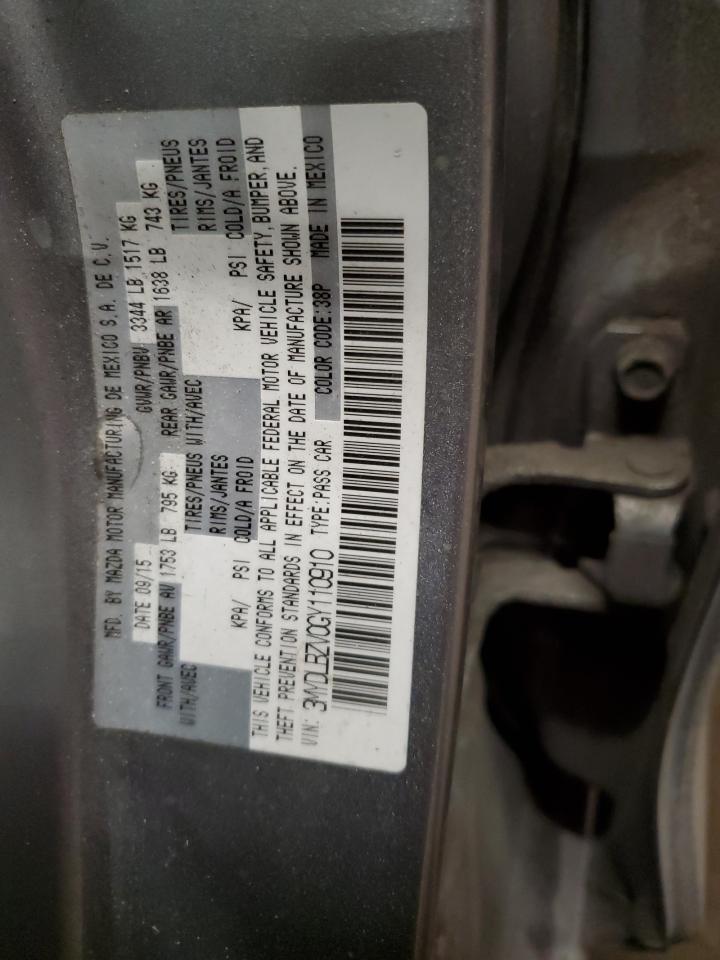 MFD. BY MAZDA MOTOR MANUFACTURING DE MEXICO S.A. DE C.V.
DATE 09/15 GVWR/PNBV 3344 LB 1517 KG
FRONT GAWR/PNBE AV 1753 LB 795 KG REAR GAWR/PNBE AR 1638 LB 743 KG
WITH/AVEC TIRES/PNEUS WITH/AVEC TIRES/PNEUS
RIMS/JANTES RIMS/JANTES
KPA/ PSI COLD/A FROID KPA/ PSI COLD/A FROID
THIS VEHICLE CONFORMS TO ALL APPLICABLE FEDERAL MOTOR VEHICLE SAFETY, BUMPER, AND
THEFT PREVENTION STANDARDS IN EFFECT ON THE DATE OF MANUFACTURE SHOWN ABOVE.
VIN: 3MYDLBZV0GY110910 TYPE:PASS CAR COLOR CODE:38P MADE IN MEXICO